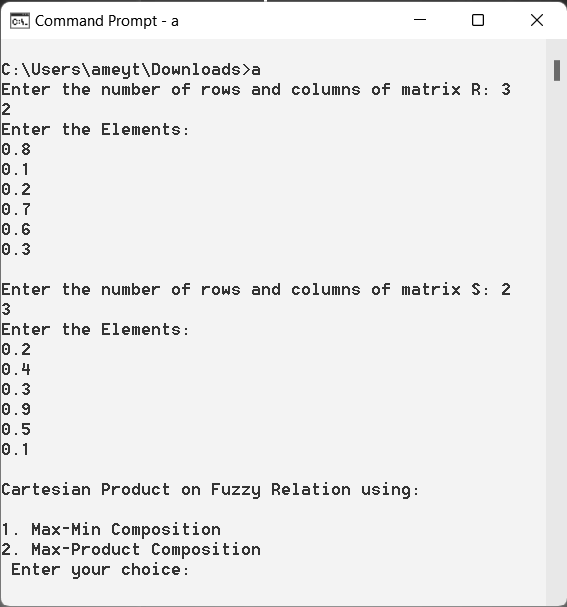 Command Prompt - a
C:\Users\ameyt\Downloads>a
Enter the number of rows and columns of matrix R: 3
2
Enter the Elements:
0.8
0.1
0.2
0.7
0.6
0.3
Enter the number of rows and columns of matrix S: 2
3
Enter the Elements:
0.2
0.4
0.3
0.9
0.5
0.1
Cartesian Product on Fuzzy Relation using:
1. Max-Min Composition
2. Max-Product Composition
Enter your choice: